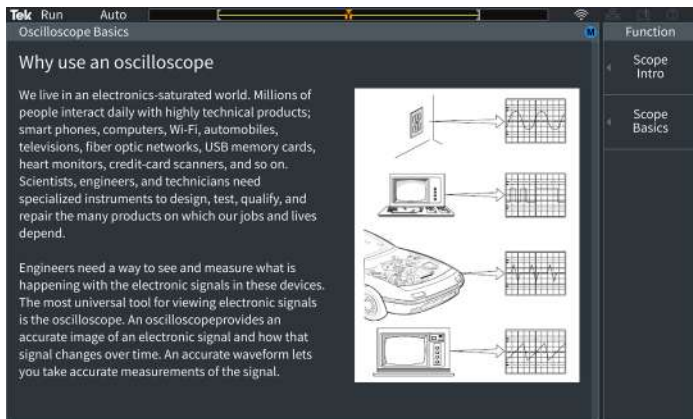 Tek Run Auto
Oscilloscope Basics
M
Function
Scope
Intro
Scope
Basics
Why use an oscilloscope
We live in an electronics-saturated world. Millions of
people interact daily with highly technical products;
smart phones, computers, Wi-Fi, automobiles,
televisions, fiber optic networks, USB memory cards,
heart monitors, credit-card scanners, and so on.
Scientists, engineers, and technicians need
specialized instruments to design, test, qualify, and
repair the many products on which our jobs and lives
depend.
Engineers need a way to see and measure what is
happening with the electronic signals in these devices.
The most universal tool for viewing electronic signals
is the oscilloscope. An oscilloscopeprovides an
accurate image of an electronic signal and how that
signal changes over time. An accurate waveform lets
you take accurate measurements of the signal.